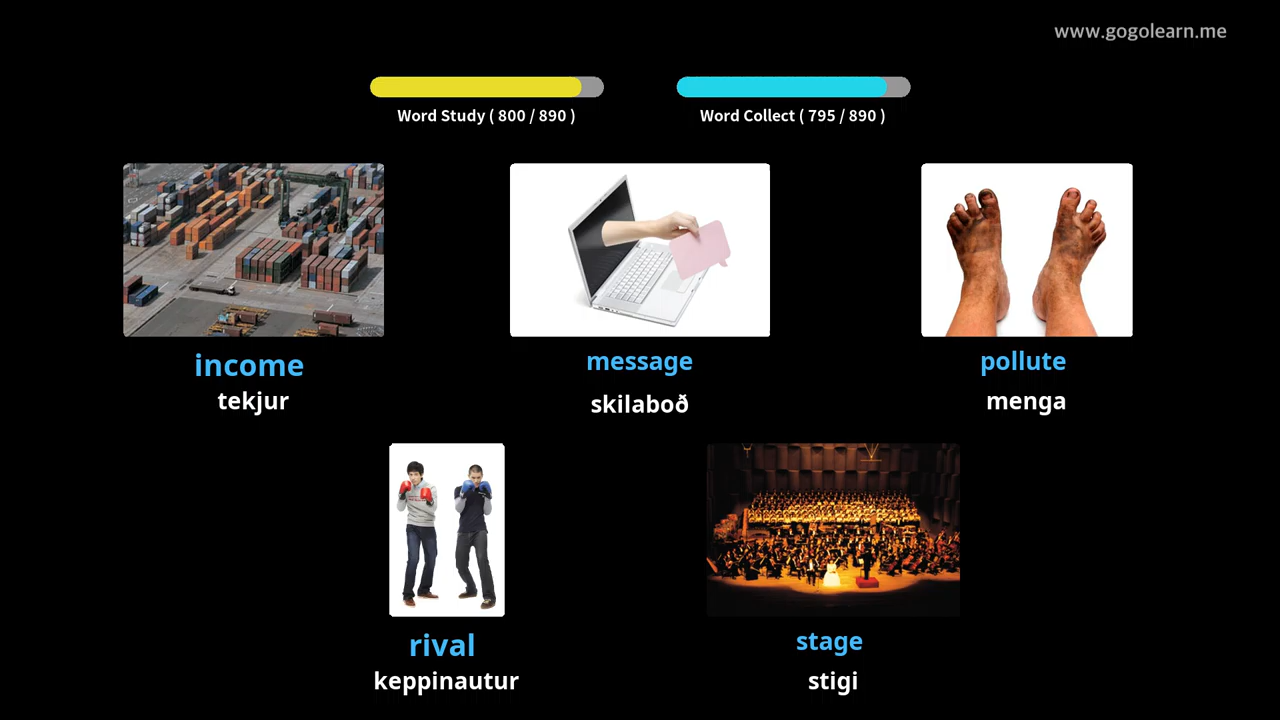 www.gogolearn.me
Word Study ( 800 / 890 )
Word Collect ( 795 / 890 )
income
tekjur
message
skilaboð
pollute
menga
rival
keppinautur
stage
stigi